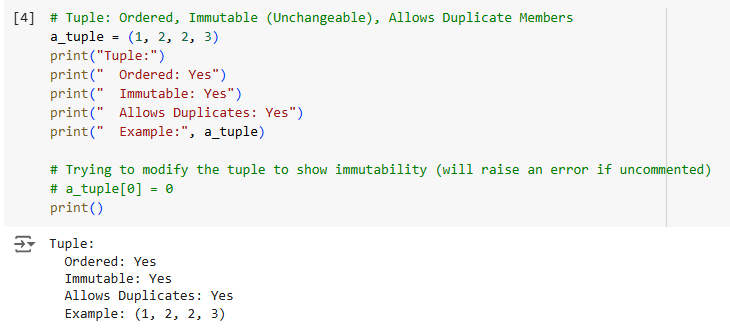 [4] # Tuple: Ordered, Immutable (Unchangeable), Allows Duplicate Members
a_tuple = (1, 2, 2, 3)
print("Tuple:")
print("  Ordered: Yes")
print("  Immutable: Yes")
print("  Allows Duplicates: Yes")
print("  Example:", a_tuple)

# Trying to modify the tuple to show immutability (will raise an error if uncommented)
# a_tuple[0] = 0
print()
Tuple:
  Ordered: Yes
  Immutable: Yes
  Allows Duplicates: Yes
  Example: (1, 2, 2, 3)